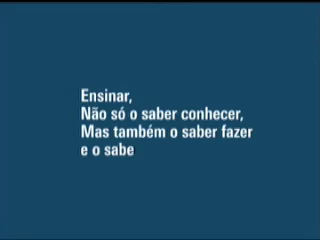 Ensinar,
Não só o saber conhecer,
Mas também o saber fazer
e o sabe